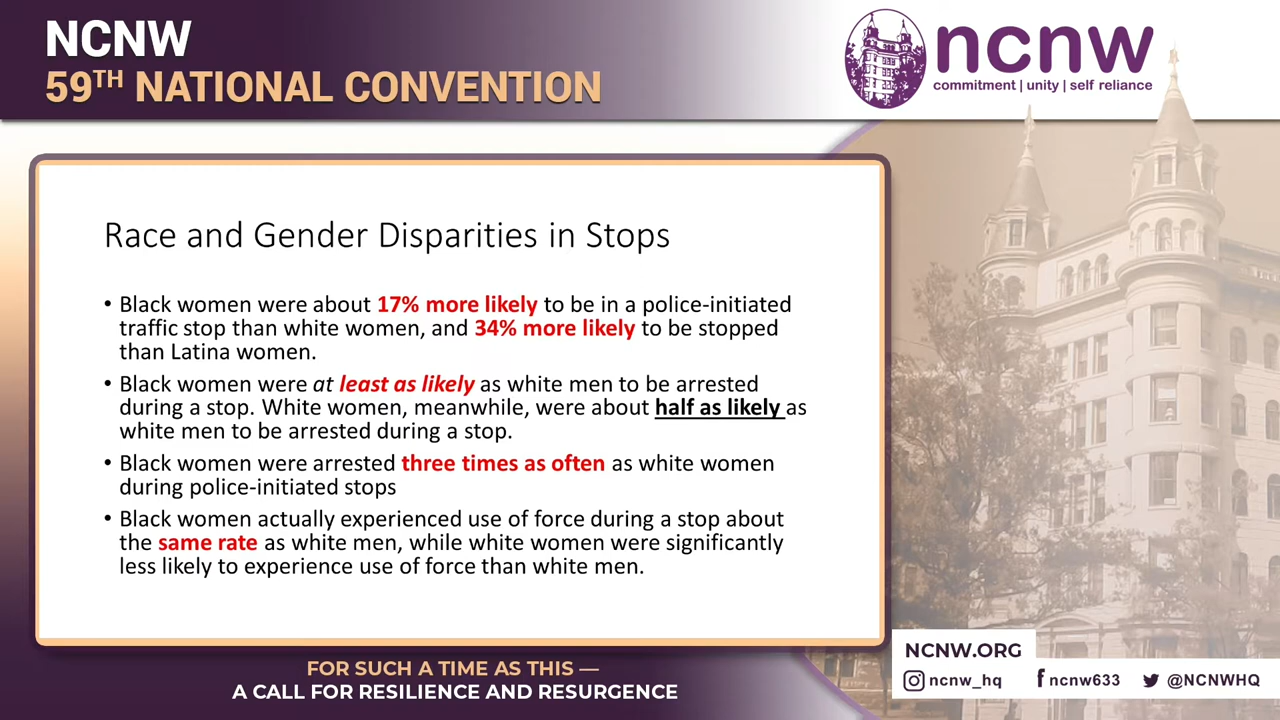 NCNW
59TH NATIONAL CONVENTION
ncnw
commitment | unity | self reliance
Race and Gender Disparities in Stops
• Black women were about 17% more likely to be in a police-initiated
traffic stop than white women, and 34% more likely to be stopped
than Latina women.
• Black women were at least as likely as white men to be arrested
during a stop. White women, meanwhile, were about half as likely as
white men to be arrested during a stop.
• Black women were arrested three times as often as white women
during police-initiated stops
• Black women actually experienced use of force during a stop about
the same rate as white men, while white women were significantly
less likely to experience use of force than white men.
FOR SUCH A TIME AS THIS —
A CALL FOR RESILIENCE AND RESURGENCE
NCNW.ORG
ncnw_hq
ncnw633
@NCNWHQ